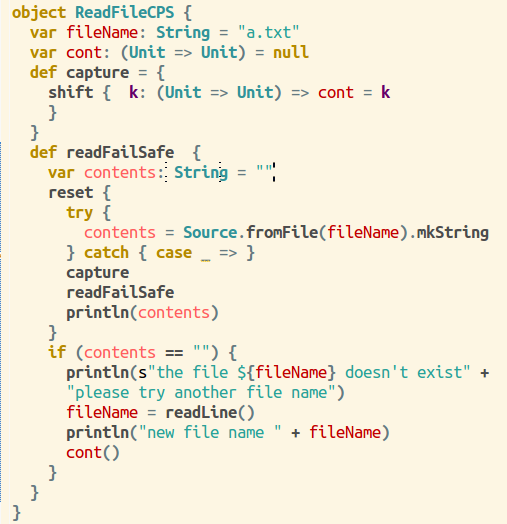 object ReadFileCPS {
  var fileName: String = "a.txt"
  var cont: (Unit => Unit) = null
  def capture = {
    shift {  k: (Unit => Unit) => cont = k
    }
  }
  def readFailSafe  {
    var contents: String = ""
    reset {
      try {
        contents = Source.fromFile(fileName).mkString
      } catch { case _ => }
      capture
      readFailSafe
      println(contents)
    }
    if (contents == "") {
      println(s"the file ${fileName} doesn't exist" +
      "please try another file name")
      fileName = readLine()
      println("new file name " + fileName)
      cont()
    }
  }
}